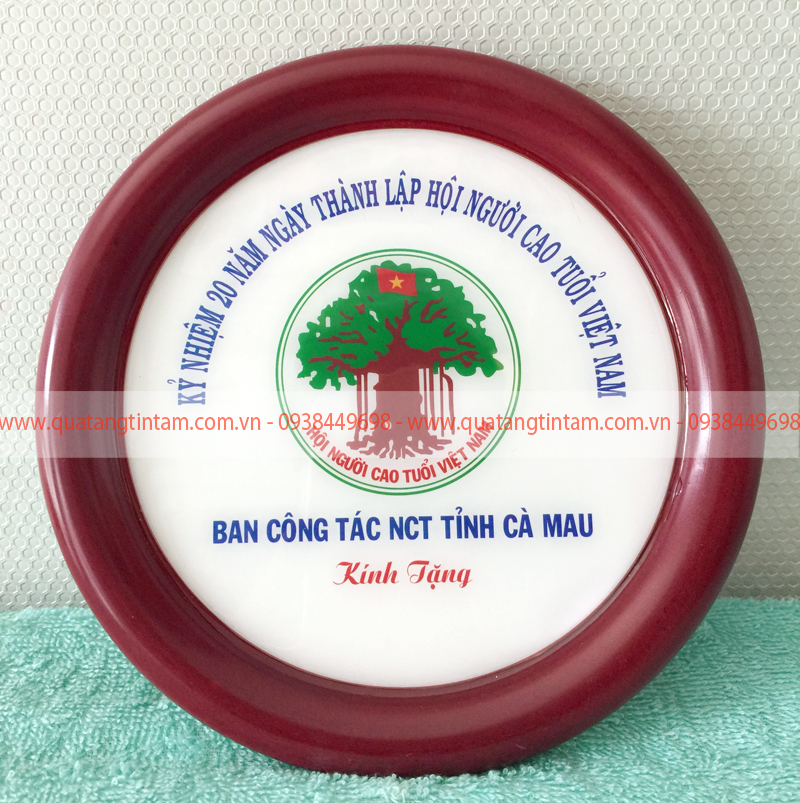 KỶ NHIỆM 20 NĂM NGÀY THÀNH LẬP HỘI NGƯỜI CAO TUỔI VIỆT NAM
HỘI NGƯỜI CAO TUỔI VIỆT NAM
www.quatangtintam.com.vn - 0938449698 - www.quatangtintam.com.vn - 0938449698
BAN CÔNG TÁC NCT TỈNH CÀ MAU
Kính Tặng